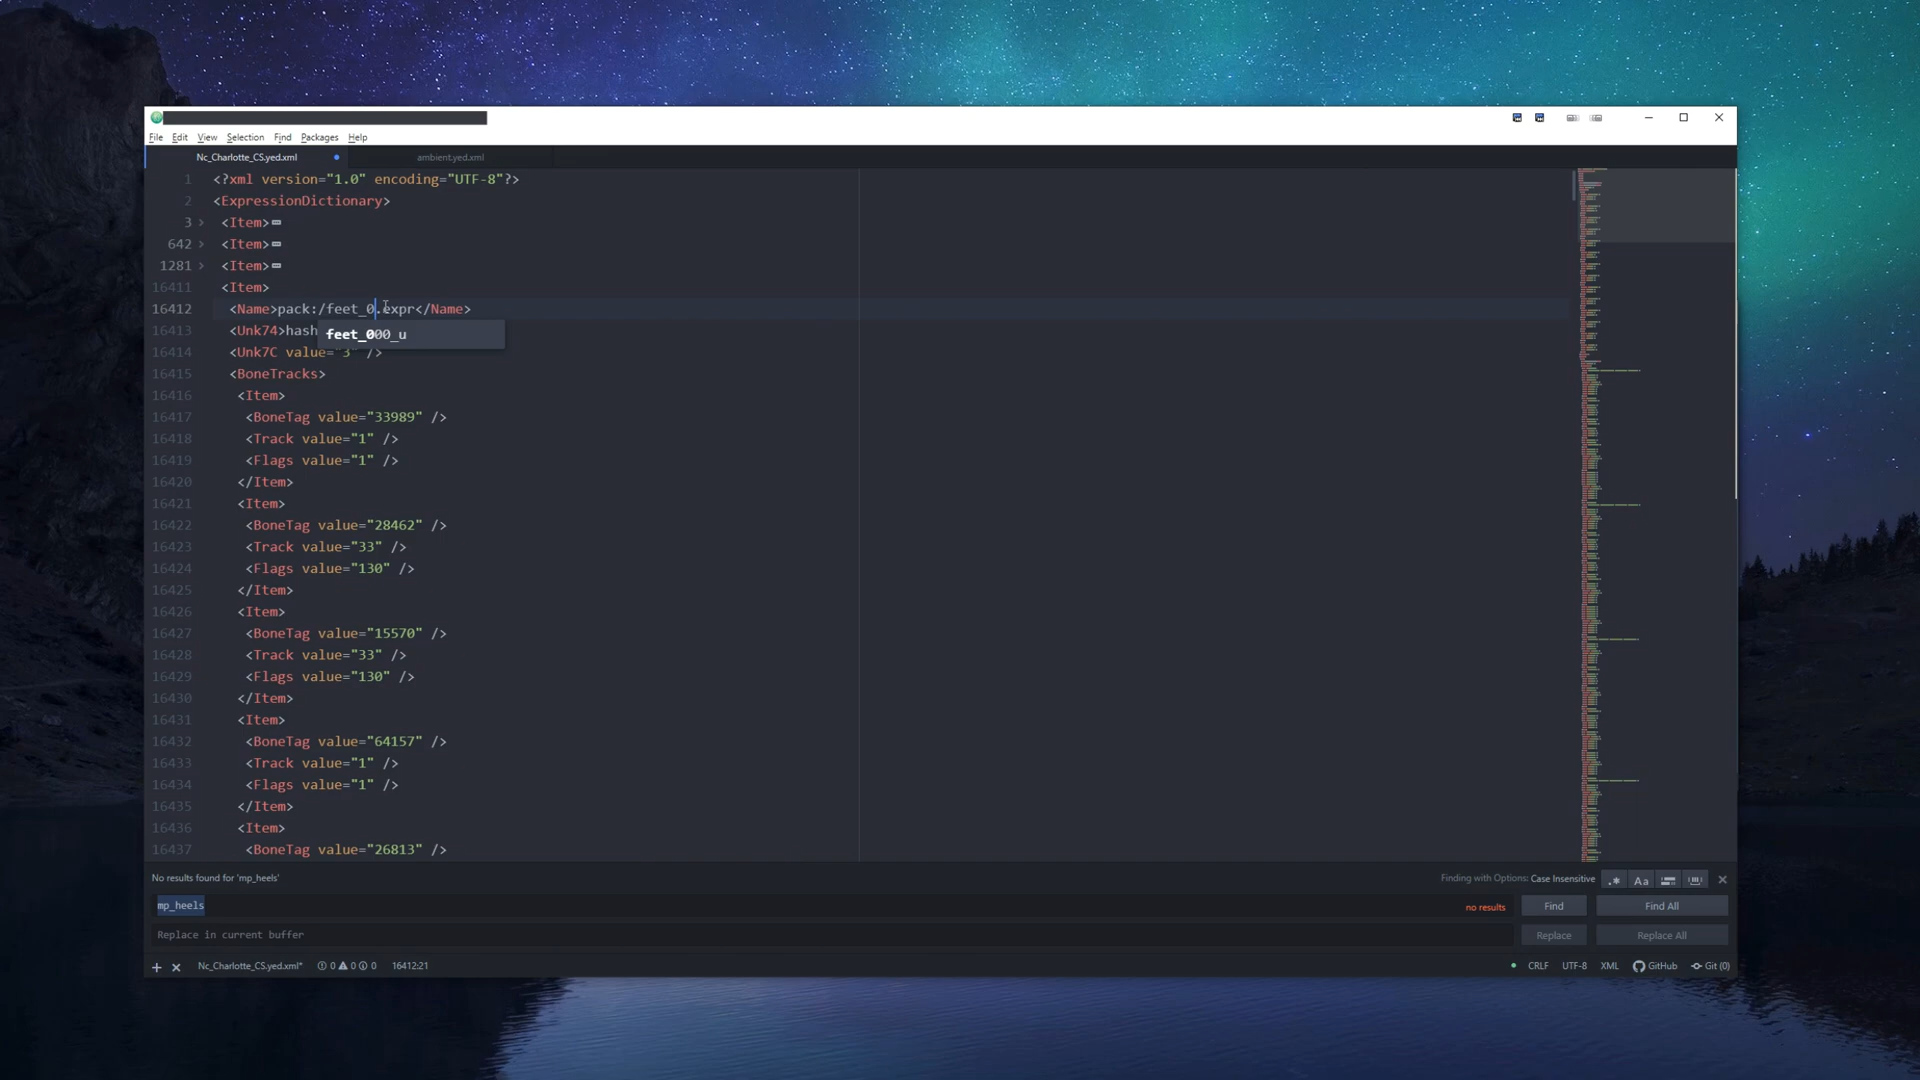 File Edit View Selection Find Packages Help
Nc_Charlotte_CS.yed.xml ambient.yed.xml
1 <?xml version="1.0" encoding="UTF-8"?>
2 <ExpressionDictionary>
3 <Item>
642 <Item>
1281 <Item>
16411 <Item>
16412 <Name>pack:/feet_0.expr</Name>
16413 <Unk74>hash
feet_000_u
16414 <Unk7C value="3" />
16415 <BoneTracks>
16416 <Item>
16417 <BoneTag value="33989" />
16418 <Track value="1" />
16419 <Flags value="1" />
16420 </Item>
16421 <Item>
16422 <BoneTag value="28462" />
16423 <Track value="33" />
16424 <Flags value="130" />
16425 </Item>
16426 <Item>
16427 <BoneTag value="15570" />
16428 <Track value="33" />
16429 <Flags value="130" />
16430 </Item>
16431 <Item>
16432 <BoneTag value="64157" />
16433 <Track value="1" />
16434 <Flags value="1" />
16435 </Item>
16436 <Item>
16437 <BoneTag value="26813" />
No results found for 'mp_heels' Finding with Options: Case Insensitive .* Aa
mp_heels no results Find Find All
Replace in current buffer Replace Replace All
Nc_Charlotte_CS.yed.xml* 0 0 0 16412:21 CRLF UTF-8 XML GitHub Git (0)